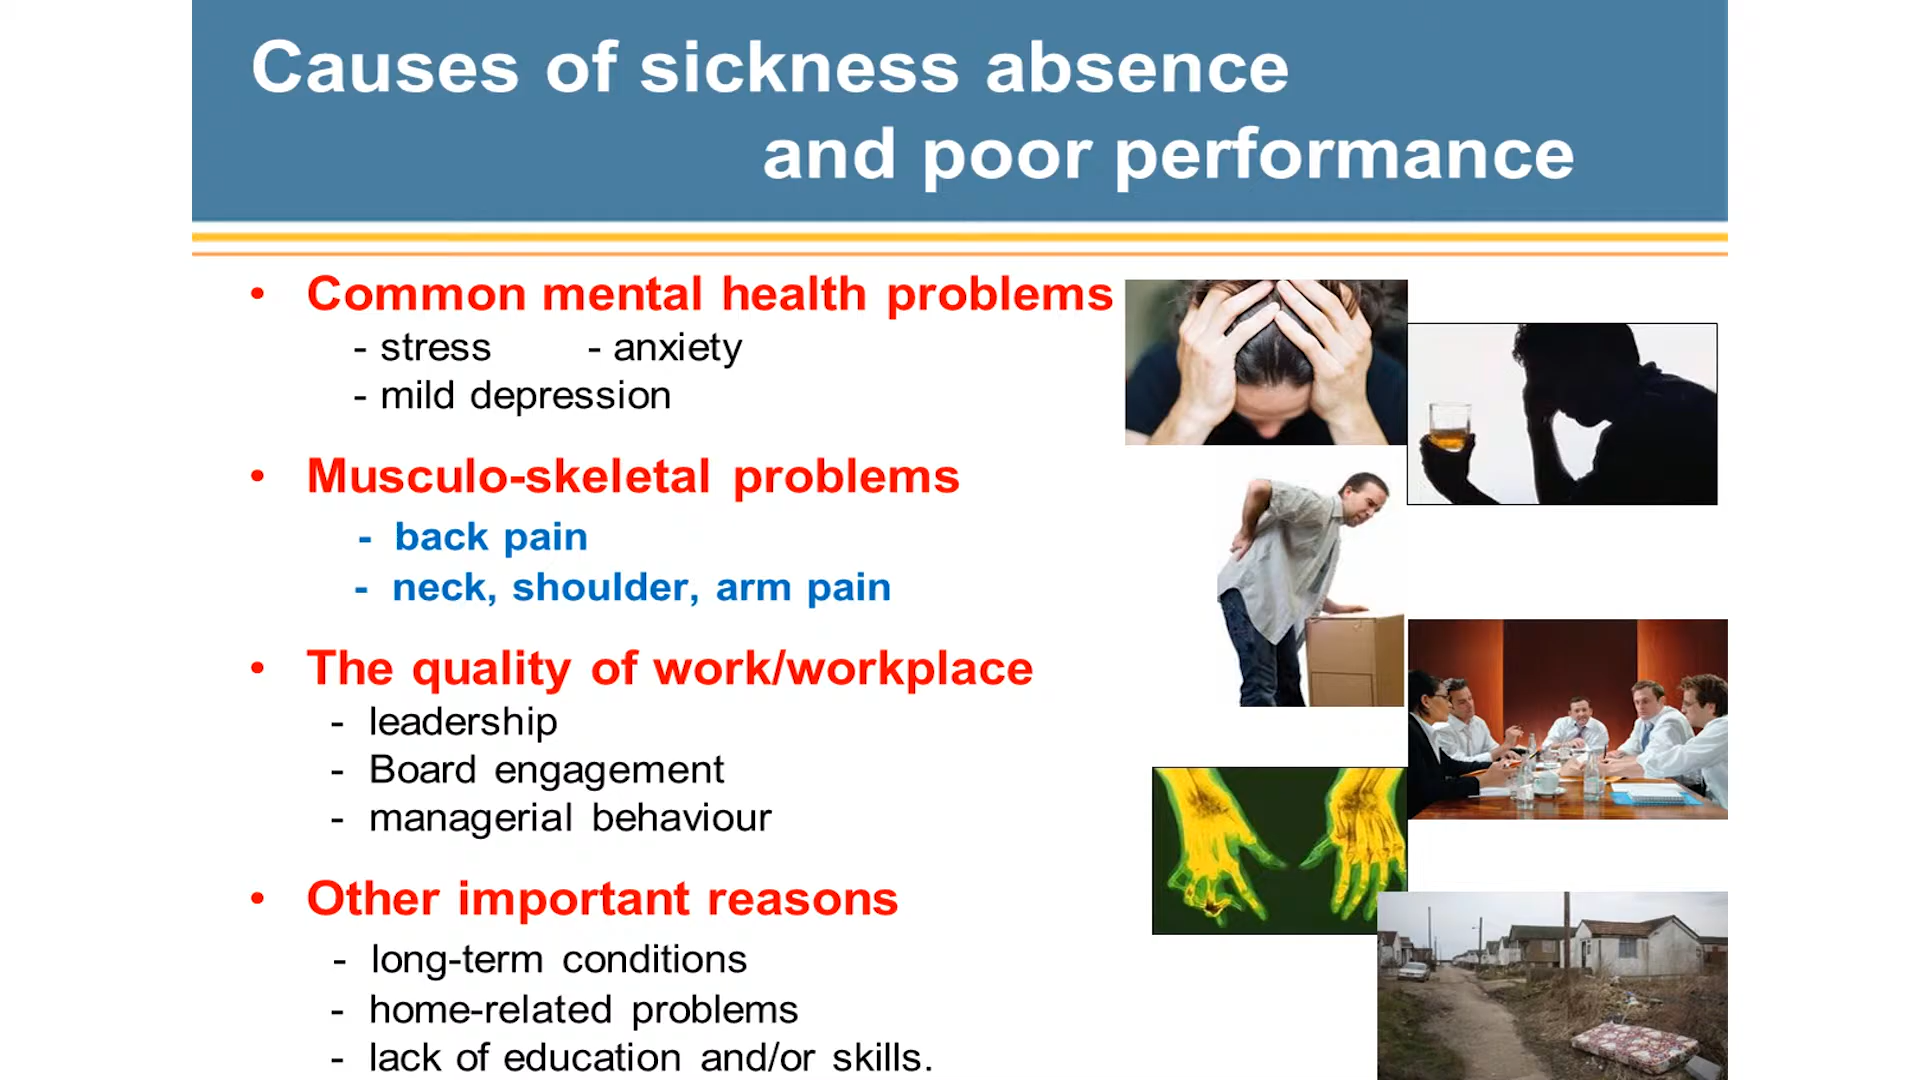 Causes of sickness absence
and poor performance
• Common mental health problems
- stress - anxiety
- mild depression
• Musculo-skeletal problems
- back pain
- neck, shoulder, arm pain
• The quality of work/workplace
- leadership
- Board engagement
- managerial behaviour
• Other important reasons
- long-term conditions
- home-related problems
- lack of education and/or skills.